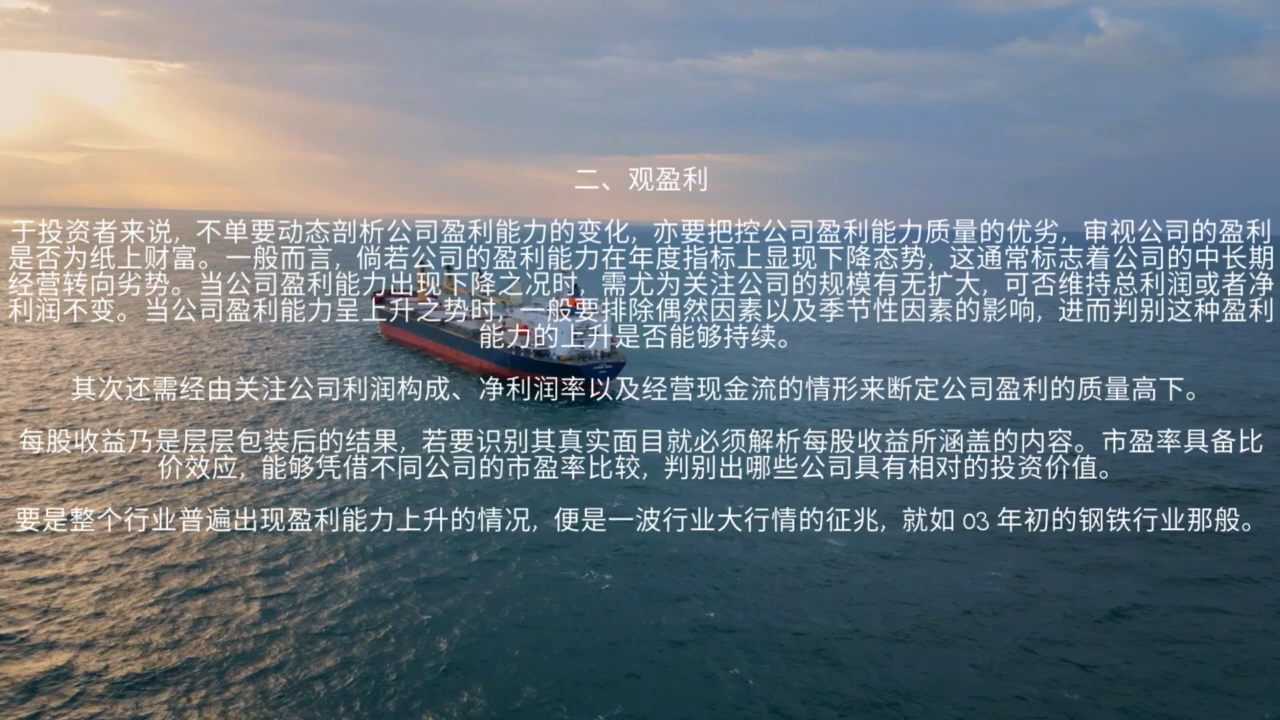 二、观盈利
于投资者来说，不单要动态剖析公司盈利能力的变化，亦要把控公司盈利能力质量的优劣，审视公司的盈利
是否为纸上财富。一般而言，倘若公司的盈利能力在年度指标上显现下降态势，这通常标志着公司的中长期
经营转向劣势。当公司盈利能力出现下降之况时，需尤为关注公司的规模有无扩大，可否维持总利润或者净
利润不变。当公司盈利能力呈上升之势时，一般要排除偶然因素以及季节性因素的影响，进而判别这种盈利
能力的上升是否能够持续。
其次还需经由关注公司利润构成、净利润率以及经营现金流的情形来断定公司盈利的质量高下。
每股收益乃是层层包装后的结果，若要识别其真实面目就必须解析每股收益所涵盖的内容。市盈率具备比
价效应，能够凭借不同公司的市盈率比较，判别出哪些公司具有相对的投资价值。
要是整个行业普遍出现盈利能力上升的情况，便是一波行业大行情的征兆，就如 03 年初的钢铁行业那般。